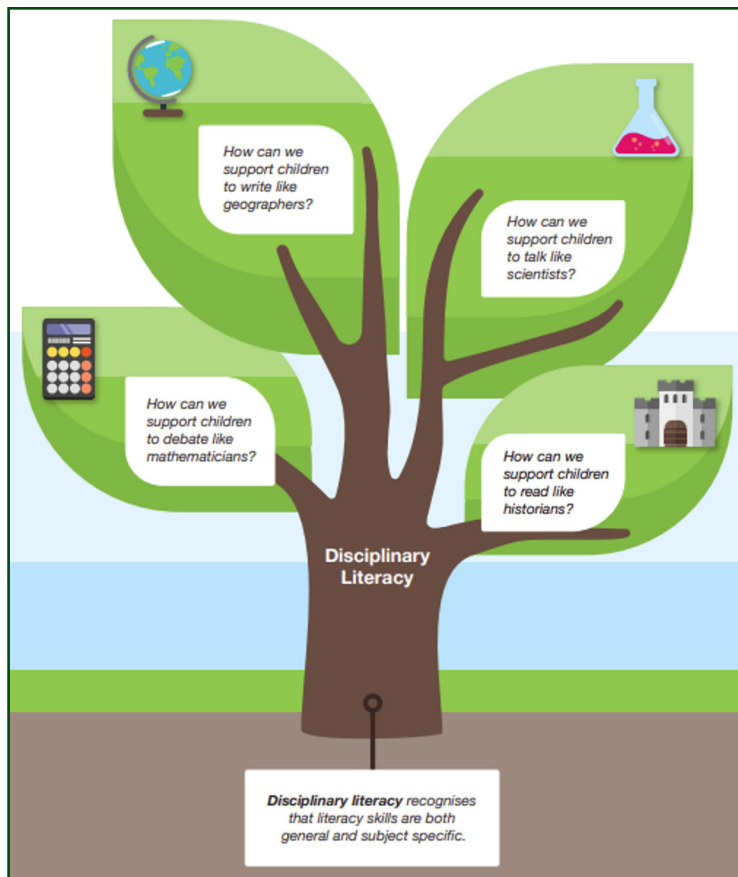 How can we
support children
to write like
geographers?
How can we
support children
to talk like
scientists?
How can we
support children
to debate like
mathematicians?
How can we
support children
to read like
historians?
Disciplinary
Literacy
Disciplinary literacy recognises
that literacy skills are both
general and subject specific.